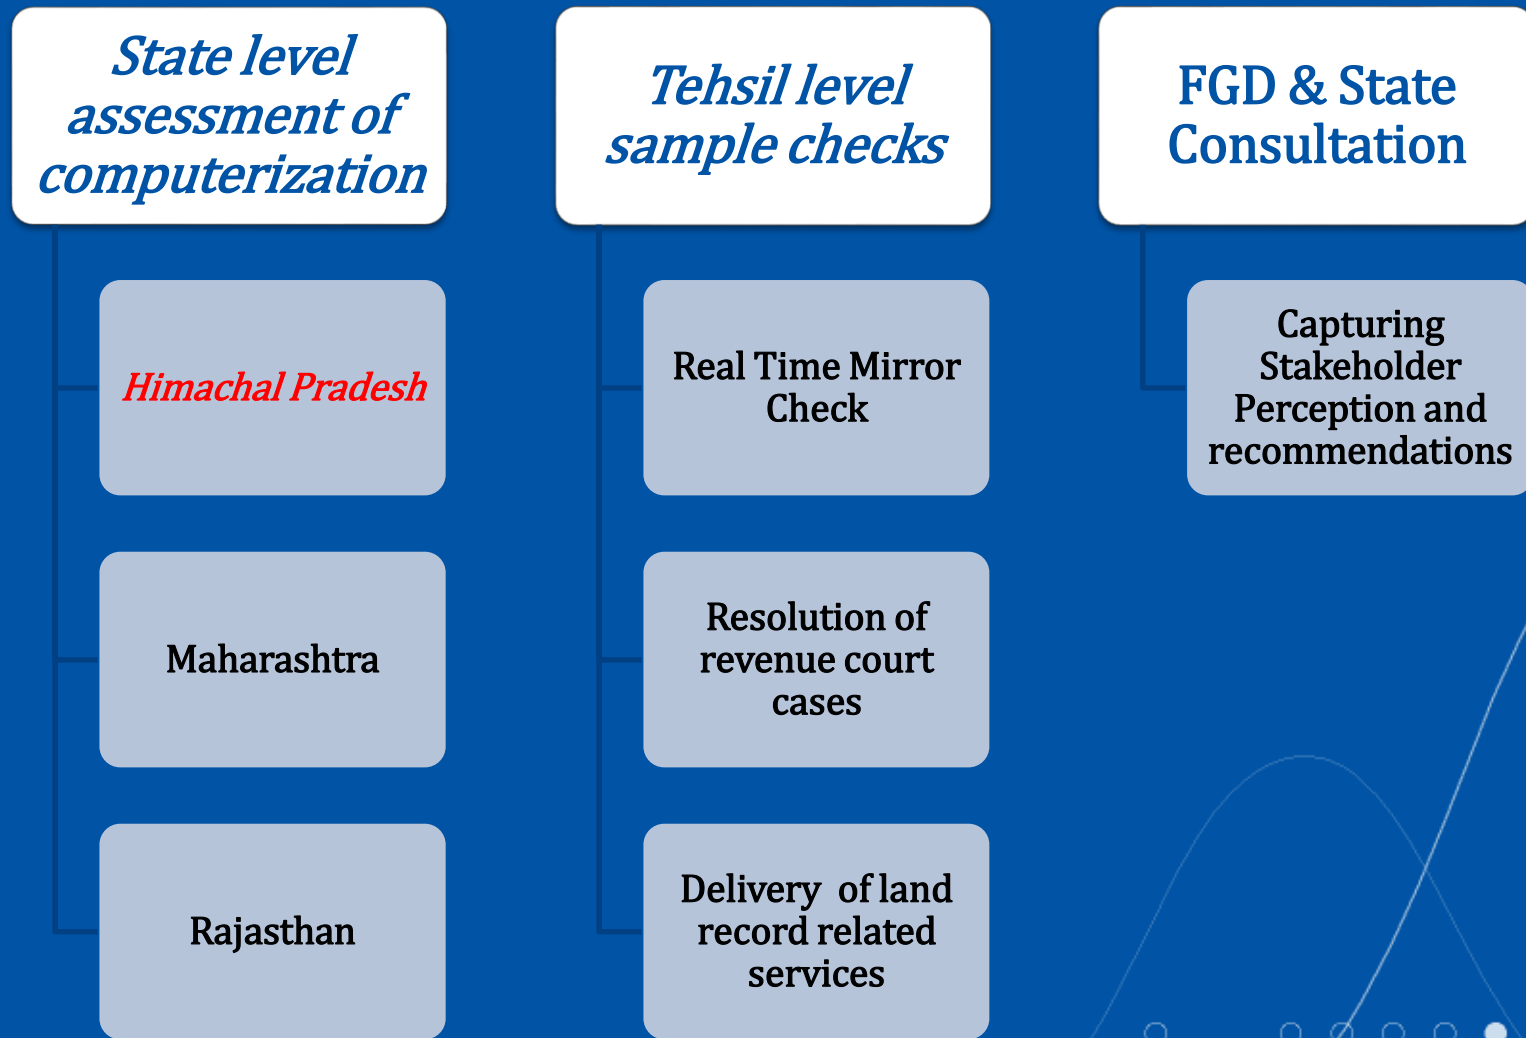 State level
assessment of
computerization
Himachal Pradesh
Maharashtra
Rajasthan
Tehsil level
sample checks
Real Time Mirror
Check
Resolution of
revenue court
cases
Delivery of land
record related
services
FGD & State
Consultation
Capturing
Stakeholder
Perception and
recommendations